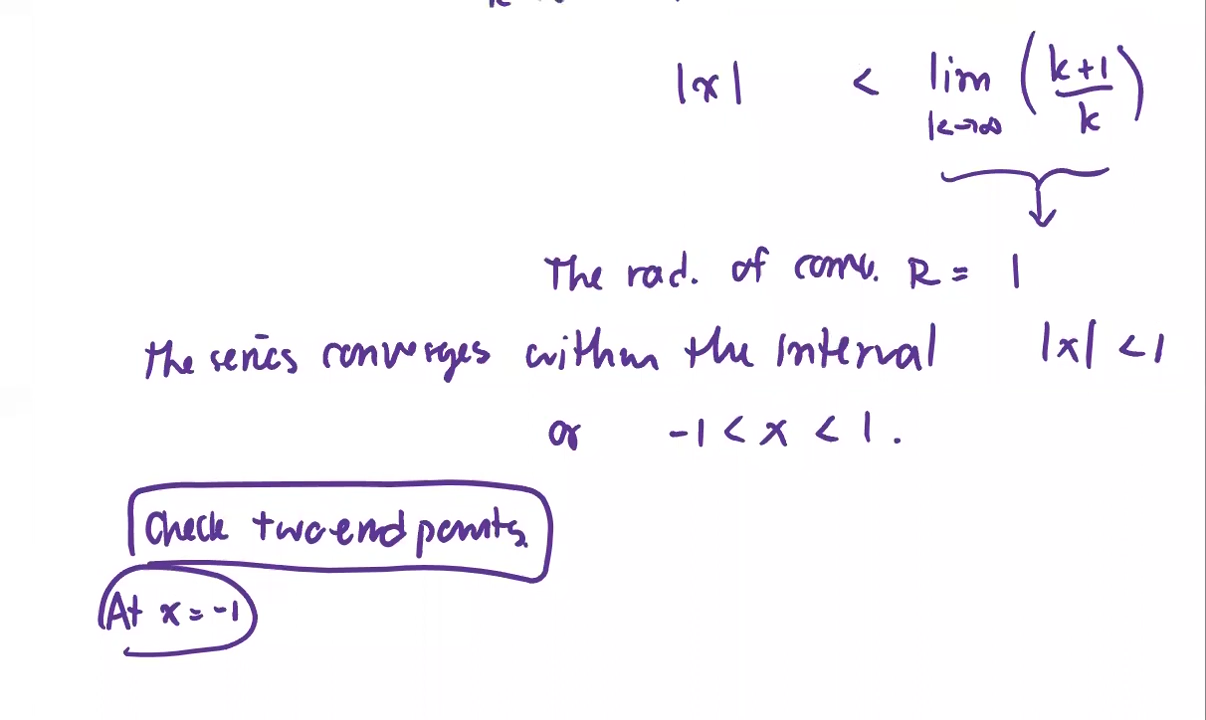 |x| < lim k→∞ (k+1/k)
The rad. of conv. R = 1
the series converges within the interval |x| < 1
or -1 < x < 1.
Check two end points.
At x = -1